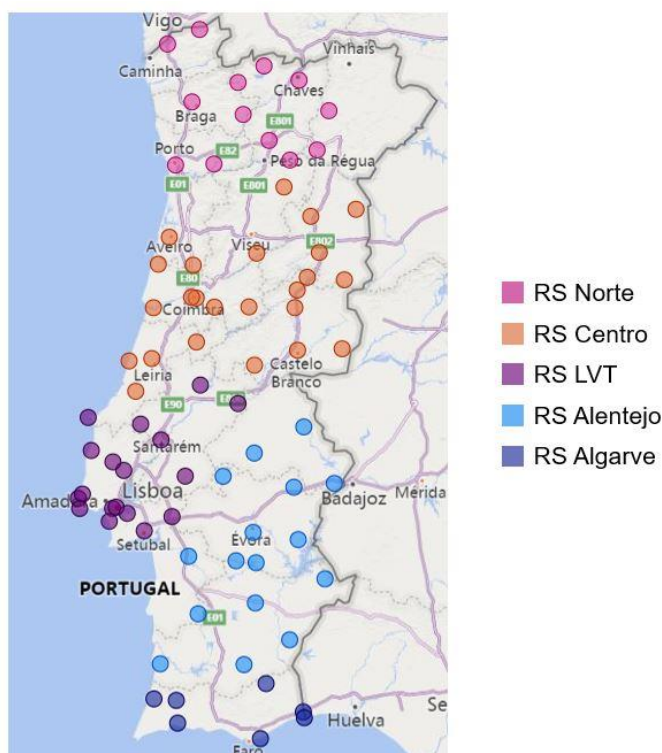 Vigo
Vinhais
Caminha
Chaves
Braga
E801
Porto
E82
Peso da Régua
E01
E801
Aveiro
Viseu
E802
E80
Coimbra
Leiria
Castelo
Branco
E90
Santarém
Lisboa
Badajoz
Mérida
Setúbal
Évora
PORTUGAL
E01
Huelva
Se
Faro
RS Norte
RS Centro
RS LVT
RS Alentejo
RS Algarve